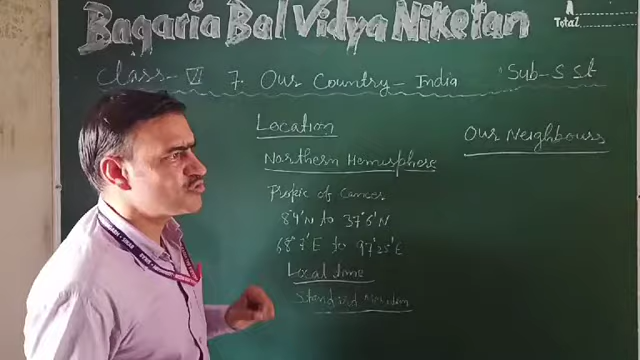 Bagaria Bal Vidya Niketan
Total
Class - VI 7. Our Country - India Sub - S St
Location
Northern Hemisphere
Tropic of Cancer
8°4'N to 37°6'N
68°7'E to 97°25'E
Local time
Standard Meridian
Our Neighbours